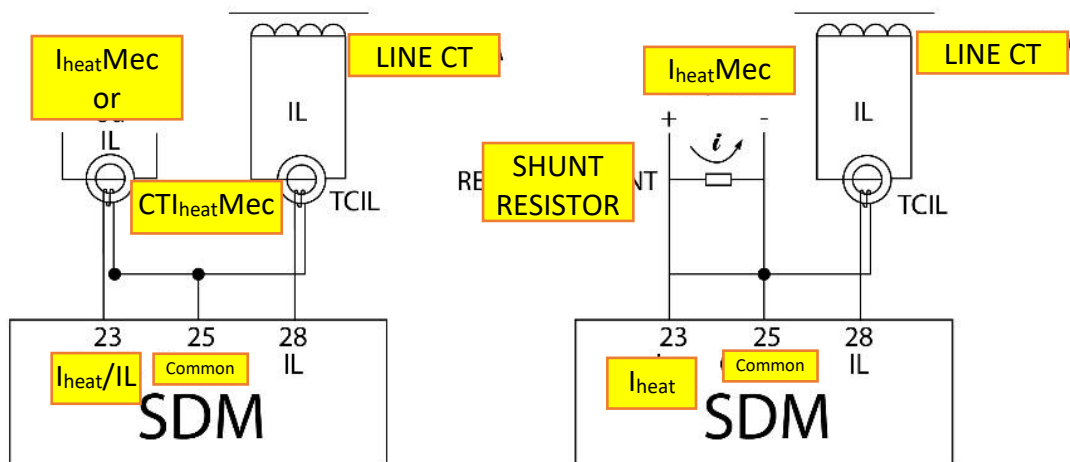 IheatMec
or
IL
LINE CT
IL
CTIheatMec
TCIL
23
25
28
Iheat/IL
Common
IL
SDM
IheatMec
LINE CT
+
-
i
IL
SHUNT
RESISTOR
TCIL
23
25
28
Iheat
Common
IL
SDM